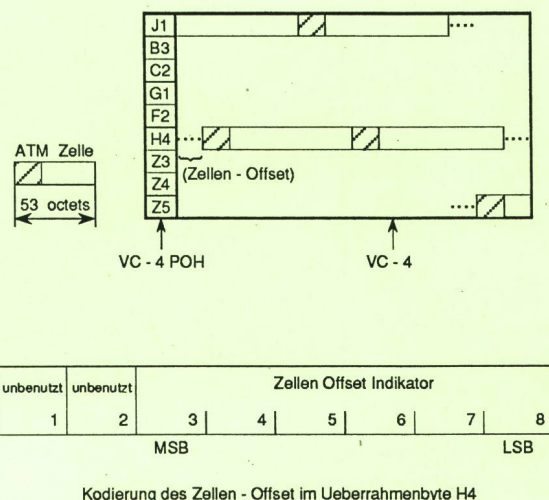 J1
B3
C2
G1
F2
H4
Z3
Z4
Z5
(Zellen - Offset)
ATM Zelle
53 octets
VC - 4 POH
VC - 4
unbenutzt unbenutzt Zellen Offset Indikator
1 2 3 4 5 6 7 8
MSB LSB
Kodierung des Zellen - Offset im Ueberrahmenbyte H4